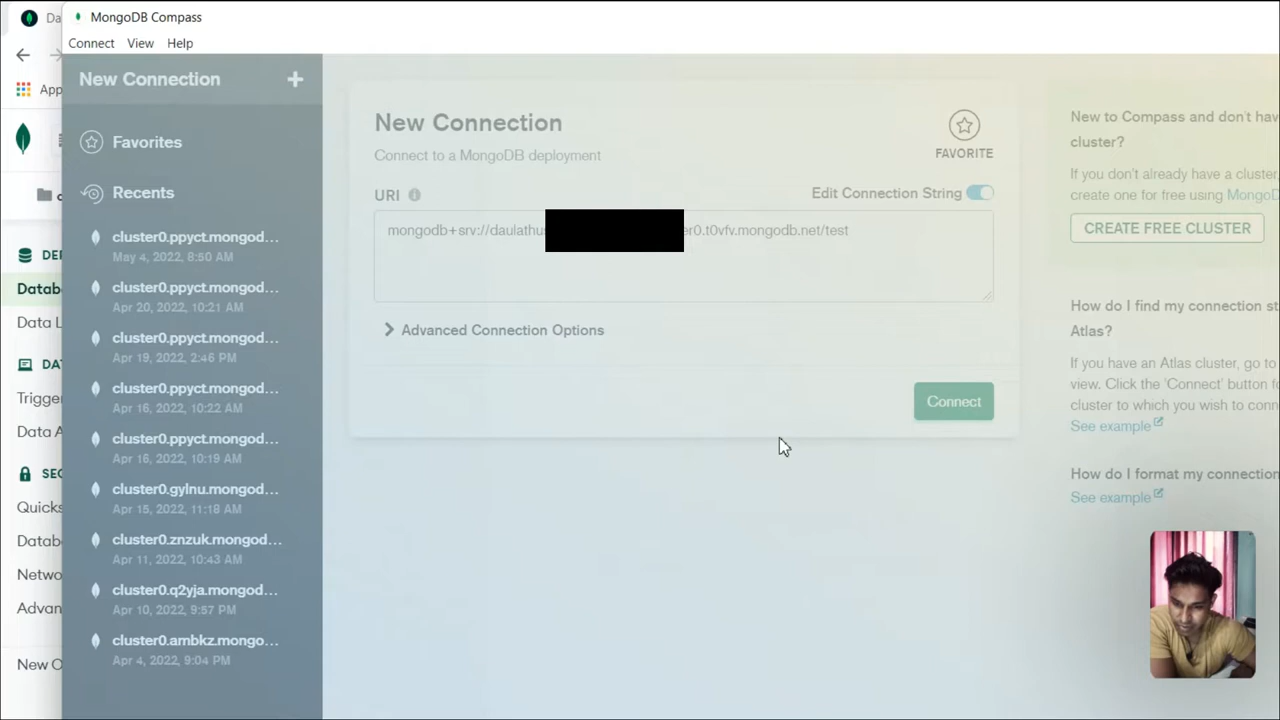 Da
MongoDB Compass
Connect View Help
App
New Connection +
Favorites
Recents
cluster0.ppyct.mongod...
May 4, 2022, 8:50 AM
cluster0.ppyct.mongod...
Apr 20, 2022, 10:21 AM
cluster0.ppyct.mongod...
Apr 19, 2022, 2:46 PM
cluster0.ppyct.mongod...
Apr 16, 2022, 10:22 AM
cluster0.ppyct.mongod...
Apr 16, 2022, 10:19 AM
cluster0.gylnu.mongod...
Apr 15, 2022, 11:18 AM
cluster0.znzuk.mongod...
Apr 11, 2022, 10:43 AM
cluster0.q2yja.mongod...
Apr 10, 2022, 9:57 PM
cluster0.ambkz.mongo...
Apr 4, 2022, 9:04 PM
DEP
Datab
Data L
DAT
Trigger
Data A
SEC
Quicks
Datab
Netwo
Advan
New O
New Connection
Connect to a MongoDB deployment
FAVORITE
URI
Edit Connection String
mongodb+srv://daulathus er0.t0vfv.mongodb.net/test
Advanced Connection Options
Connect
New to Compass and don't hav
cluster?
If you don't already have a cluster,
create one for free using MongoD
CREATE FREE CLUSTER
How do I find my connection st
Atlas?
If you have an Atlas cluster, go to
view. Click the 'Connect' button fo
cluster to which you wish to conn
See example
How do I format my connection
See example